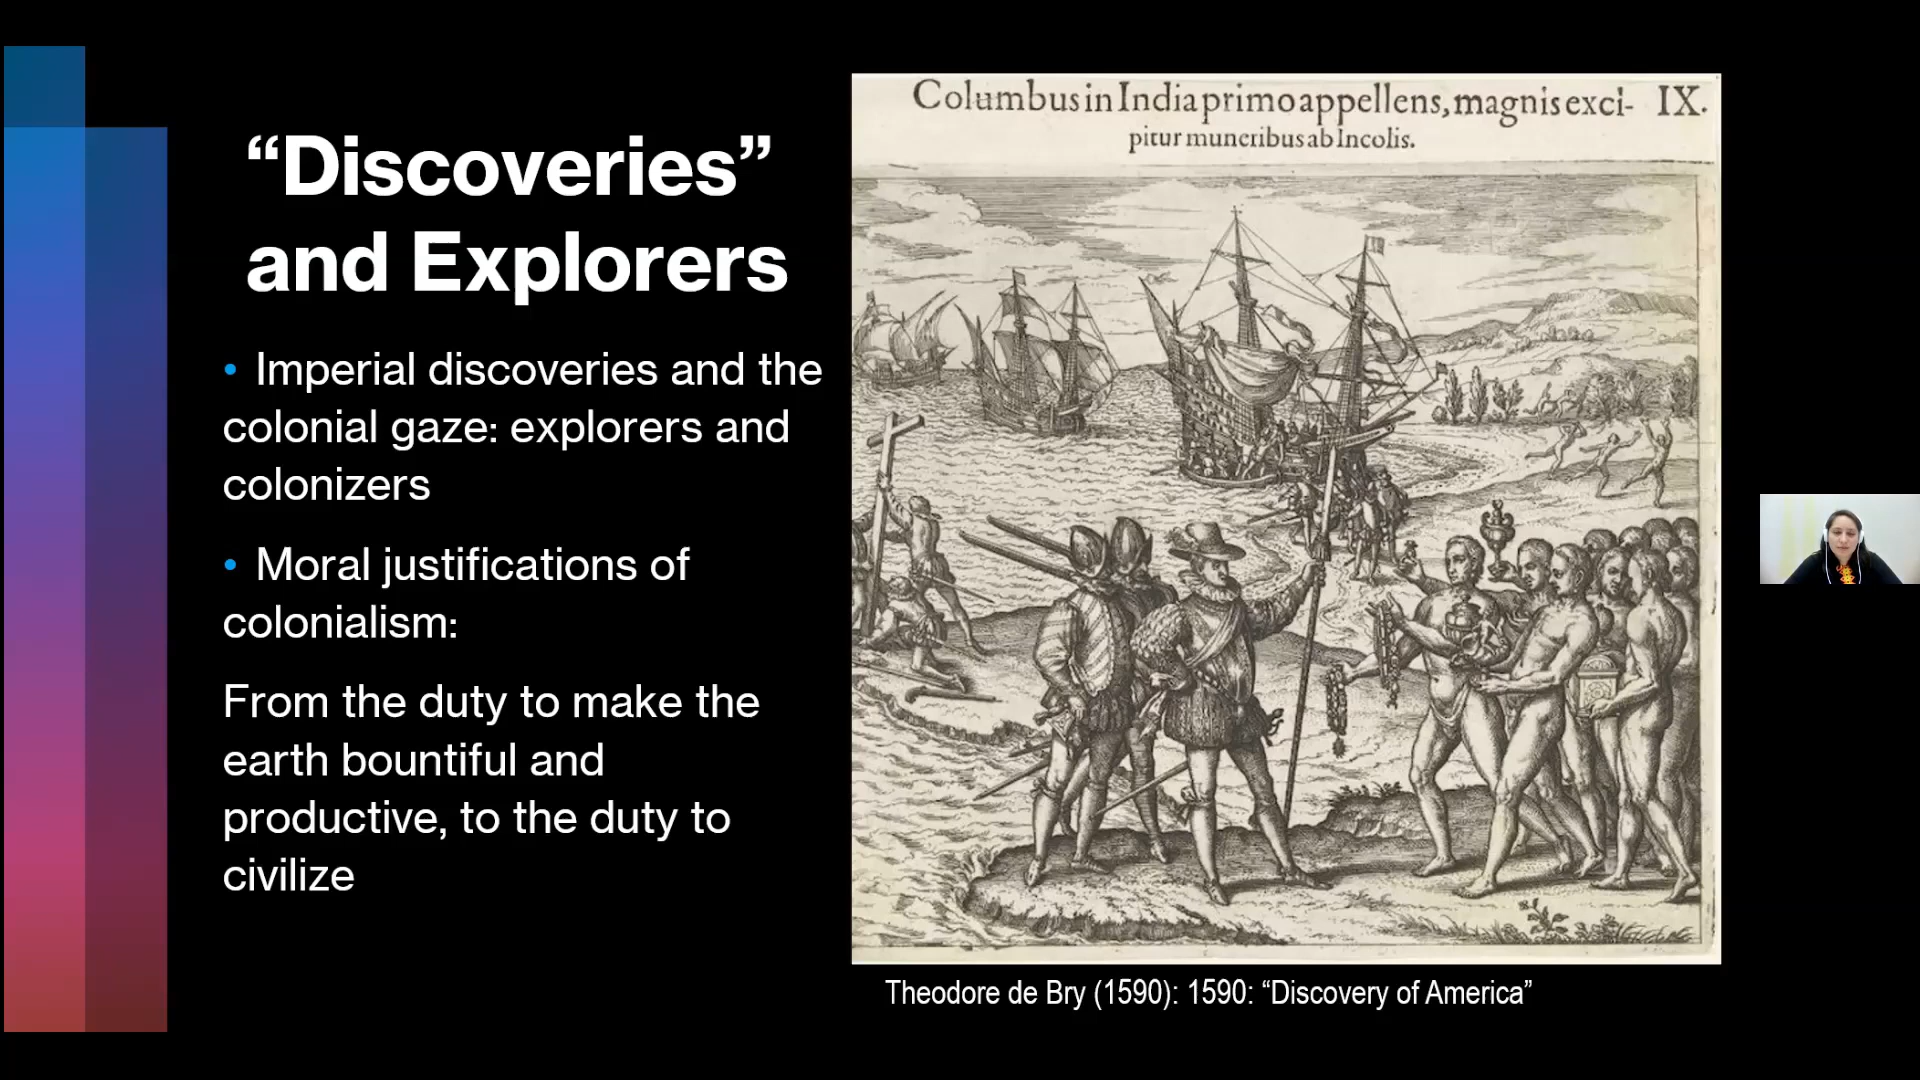 “Discoveries”
and Explorers
• Imperial discoveries and the
colonial gaze: explorers and
colonizers
• Moral justifications of
colonialism:
From the duty to make the
earth bountiful and
productive, to the duty to
civilize
Columbus in India primo appellens, magnis exci- IX.
pitur muneribus ab Incolis.
Theodore de Bry (1590): 1590: “Discovery of America”